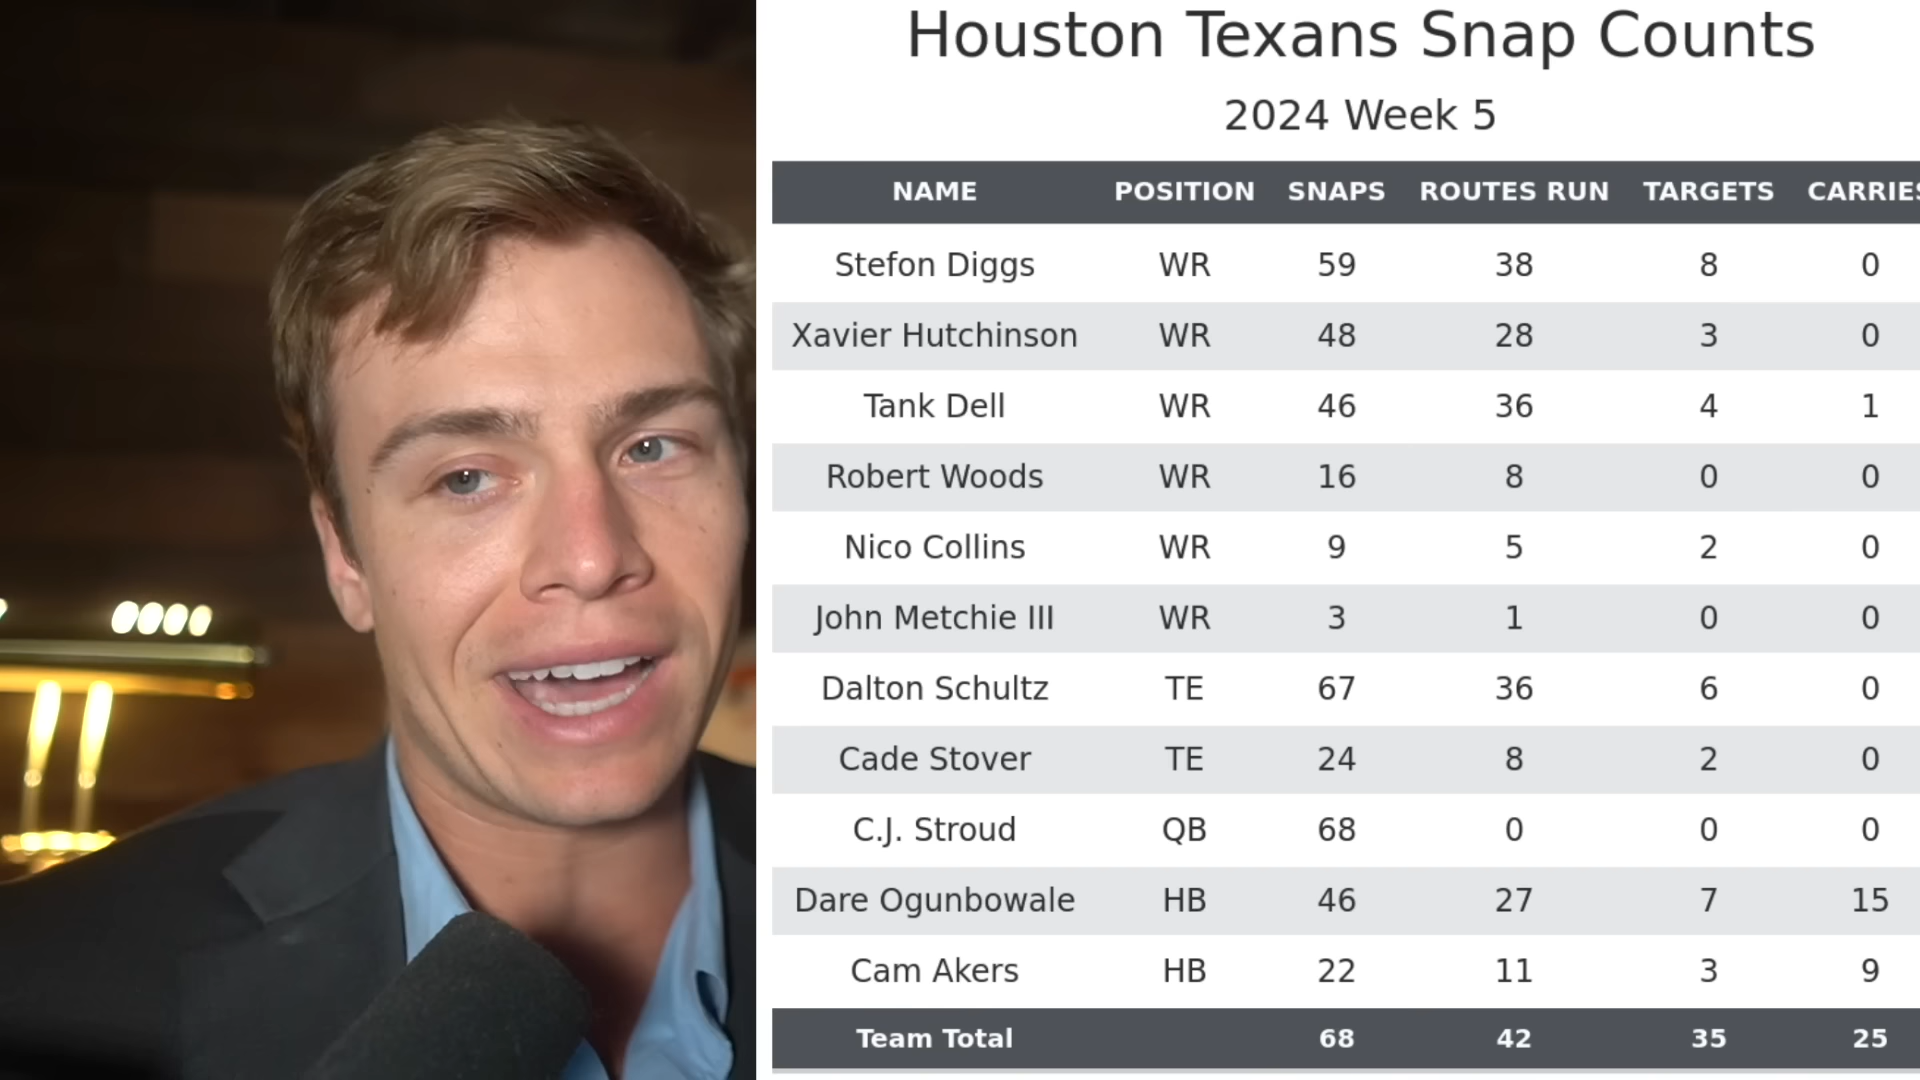 Houston Texans Snap Counts
2024 Week 5
NAME POSITION SNAPS ROUTES RUN TARGETS CARRIES
Stefon Diggs WR 59 38 8 0
Xavier Hutchinson WR 48 28 3 0
Tank Dell WR 46 36 4 1
Robert Woods WR 16 8 0 0
Nico Collins WR 9 5 2 0
John Metchie III WR 3 1 0 0
Dalton Schultz TE 67 36 6 0
Cade Stover TE 24 8 2 0
C.J. Stroud QB 68 0 0 0
Dare Ogunbowale HB 46 27 7 15
Cam Akers HB 22 11 3 9
Team Total 68 42 35 25